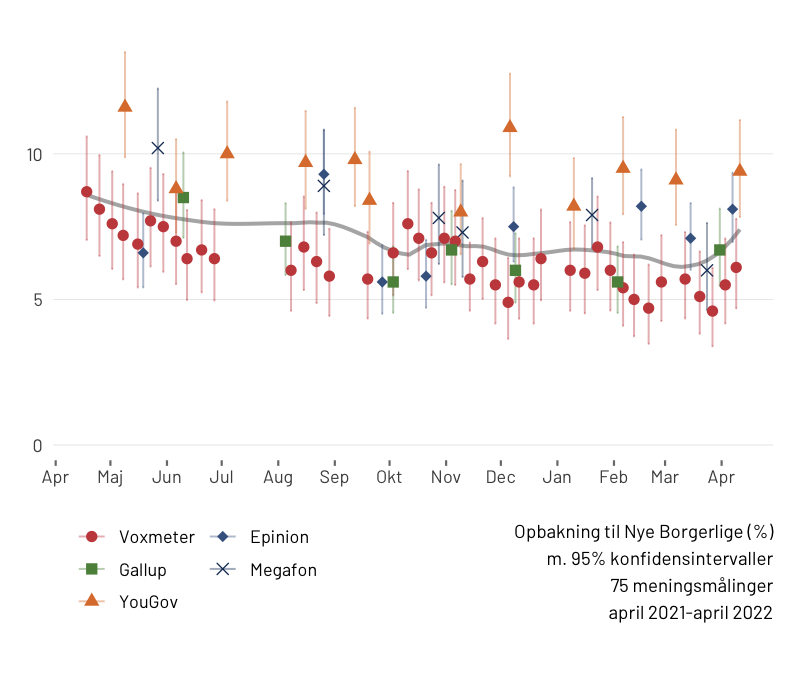 10
5
0
Apr Maj Jun Jul Aug Sep Okt Nov Dec Jan Feb Mar Apr
Voxmeter Epinion
Gallup Megafon
YouGov
Opbakning til Nye Borgerlige (%)
m. 95% konfidensintervaller
75 meningsmålinger
april 2021-april 2022